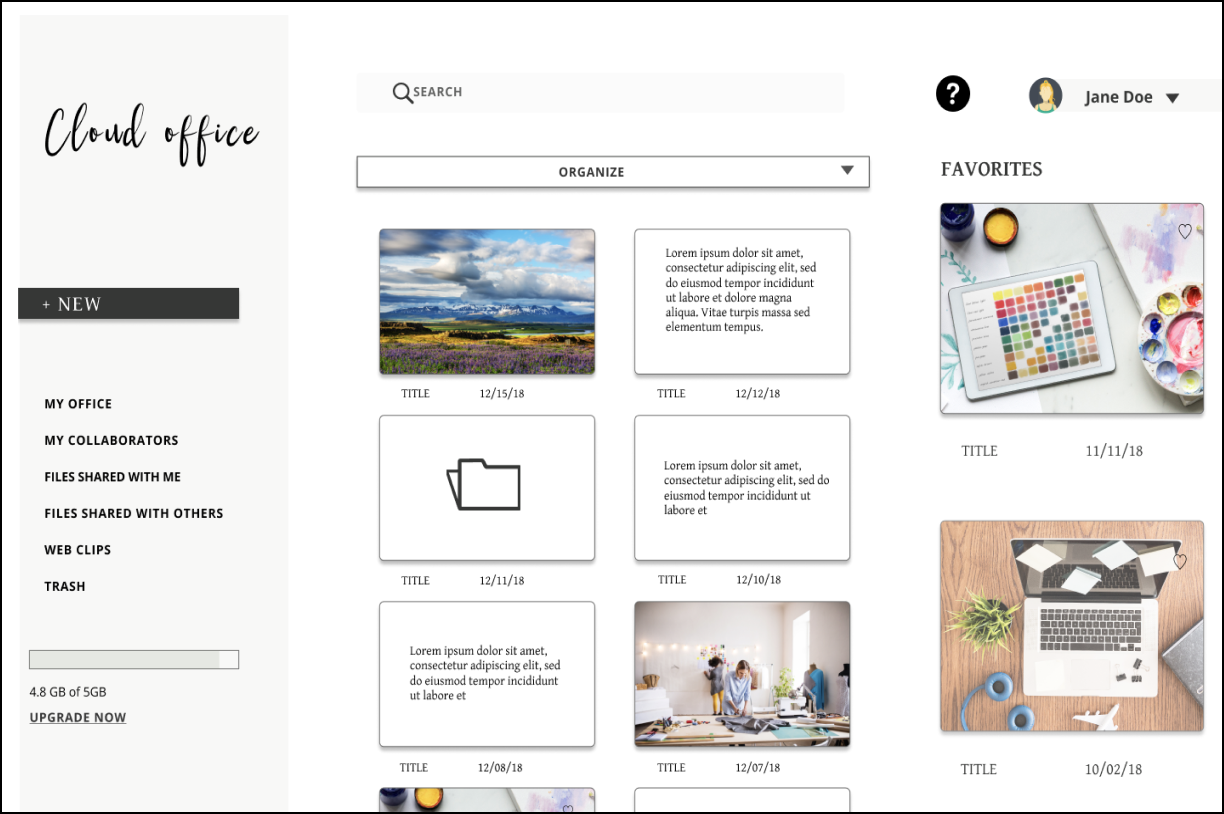 Cloud office
+ NEW
MY OFFICE
MY COLLABORATORS
FILES SHARED WITH ME
FILES SHARED WITH OTHERS
WEB CLIPS
TRASH
4.8 GB of 5GB
UPGRADE NOW
SEARCH
?
Jane Doe
ORGANIZE
Lorem ipsum dolor sit amet,
consectetur adipiscing elit, sed
do eiusmod tempor incididunt
ut labore et dolore magna
aliqua. Vitae turpis massa sed
elementum tempus.
TITLE 12/15/18
TITLE 12/12/18
Lorem ipsum dolor sit amet,
consectetur adipiscing elit, sed do
eiusmod tempor incididunt ut
labore et
TITLE 12/11/18
TITLE 12/10/18
Lorem ipsum dolor sit amet,
consectetur adipiscing elit, sed
do eiusmod tempor incididunt
ut labore et
TITLE 12/08/18
TITLE 12/07/18
FAVORITES
TITLE 11/11/18
TITLE 10/02/18